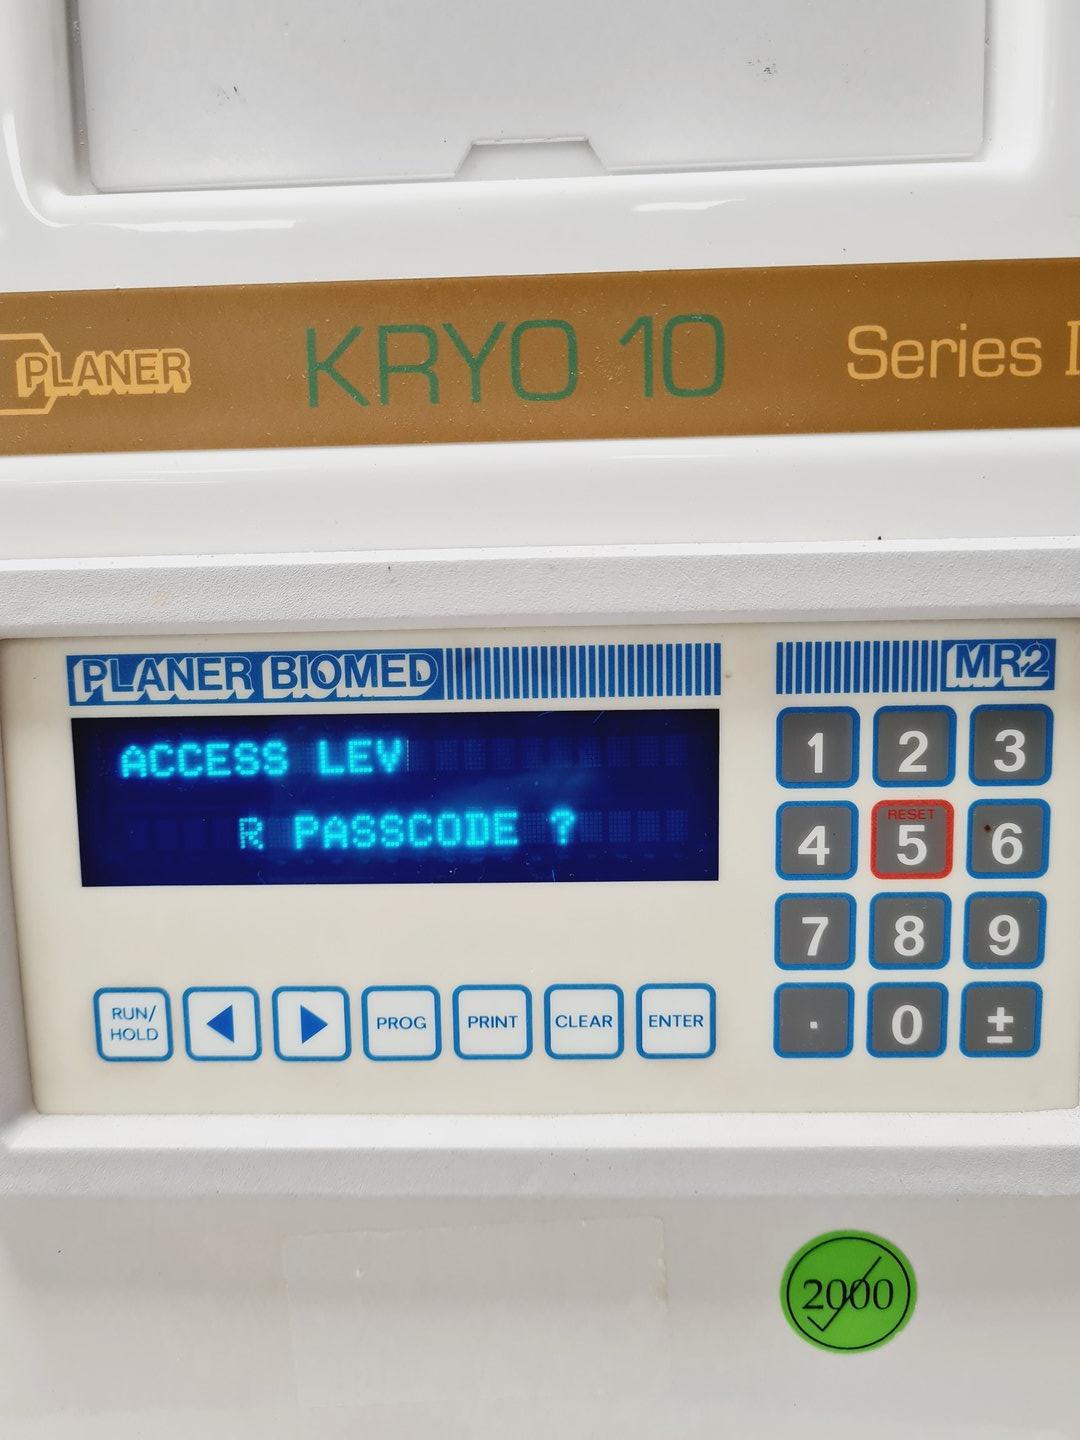 PLANER KRYO 10 Series
PLANER BIOMED
MR2
ACCESS LEV
R PASSCODE ?
1 2 3
4 RESET 5 6
7 8 9
. 0 ±
RUN/
HOLD
◀ ▶ PROG PRINT CLEAR ENTER
2000